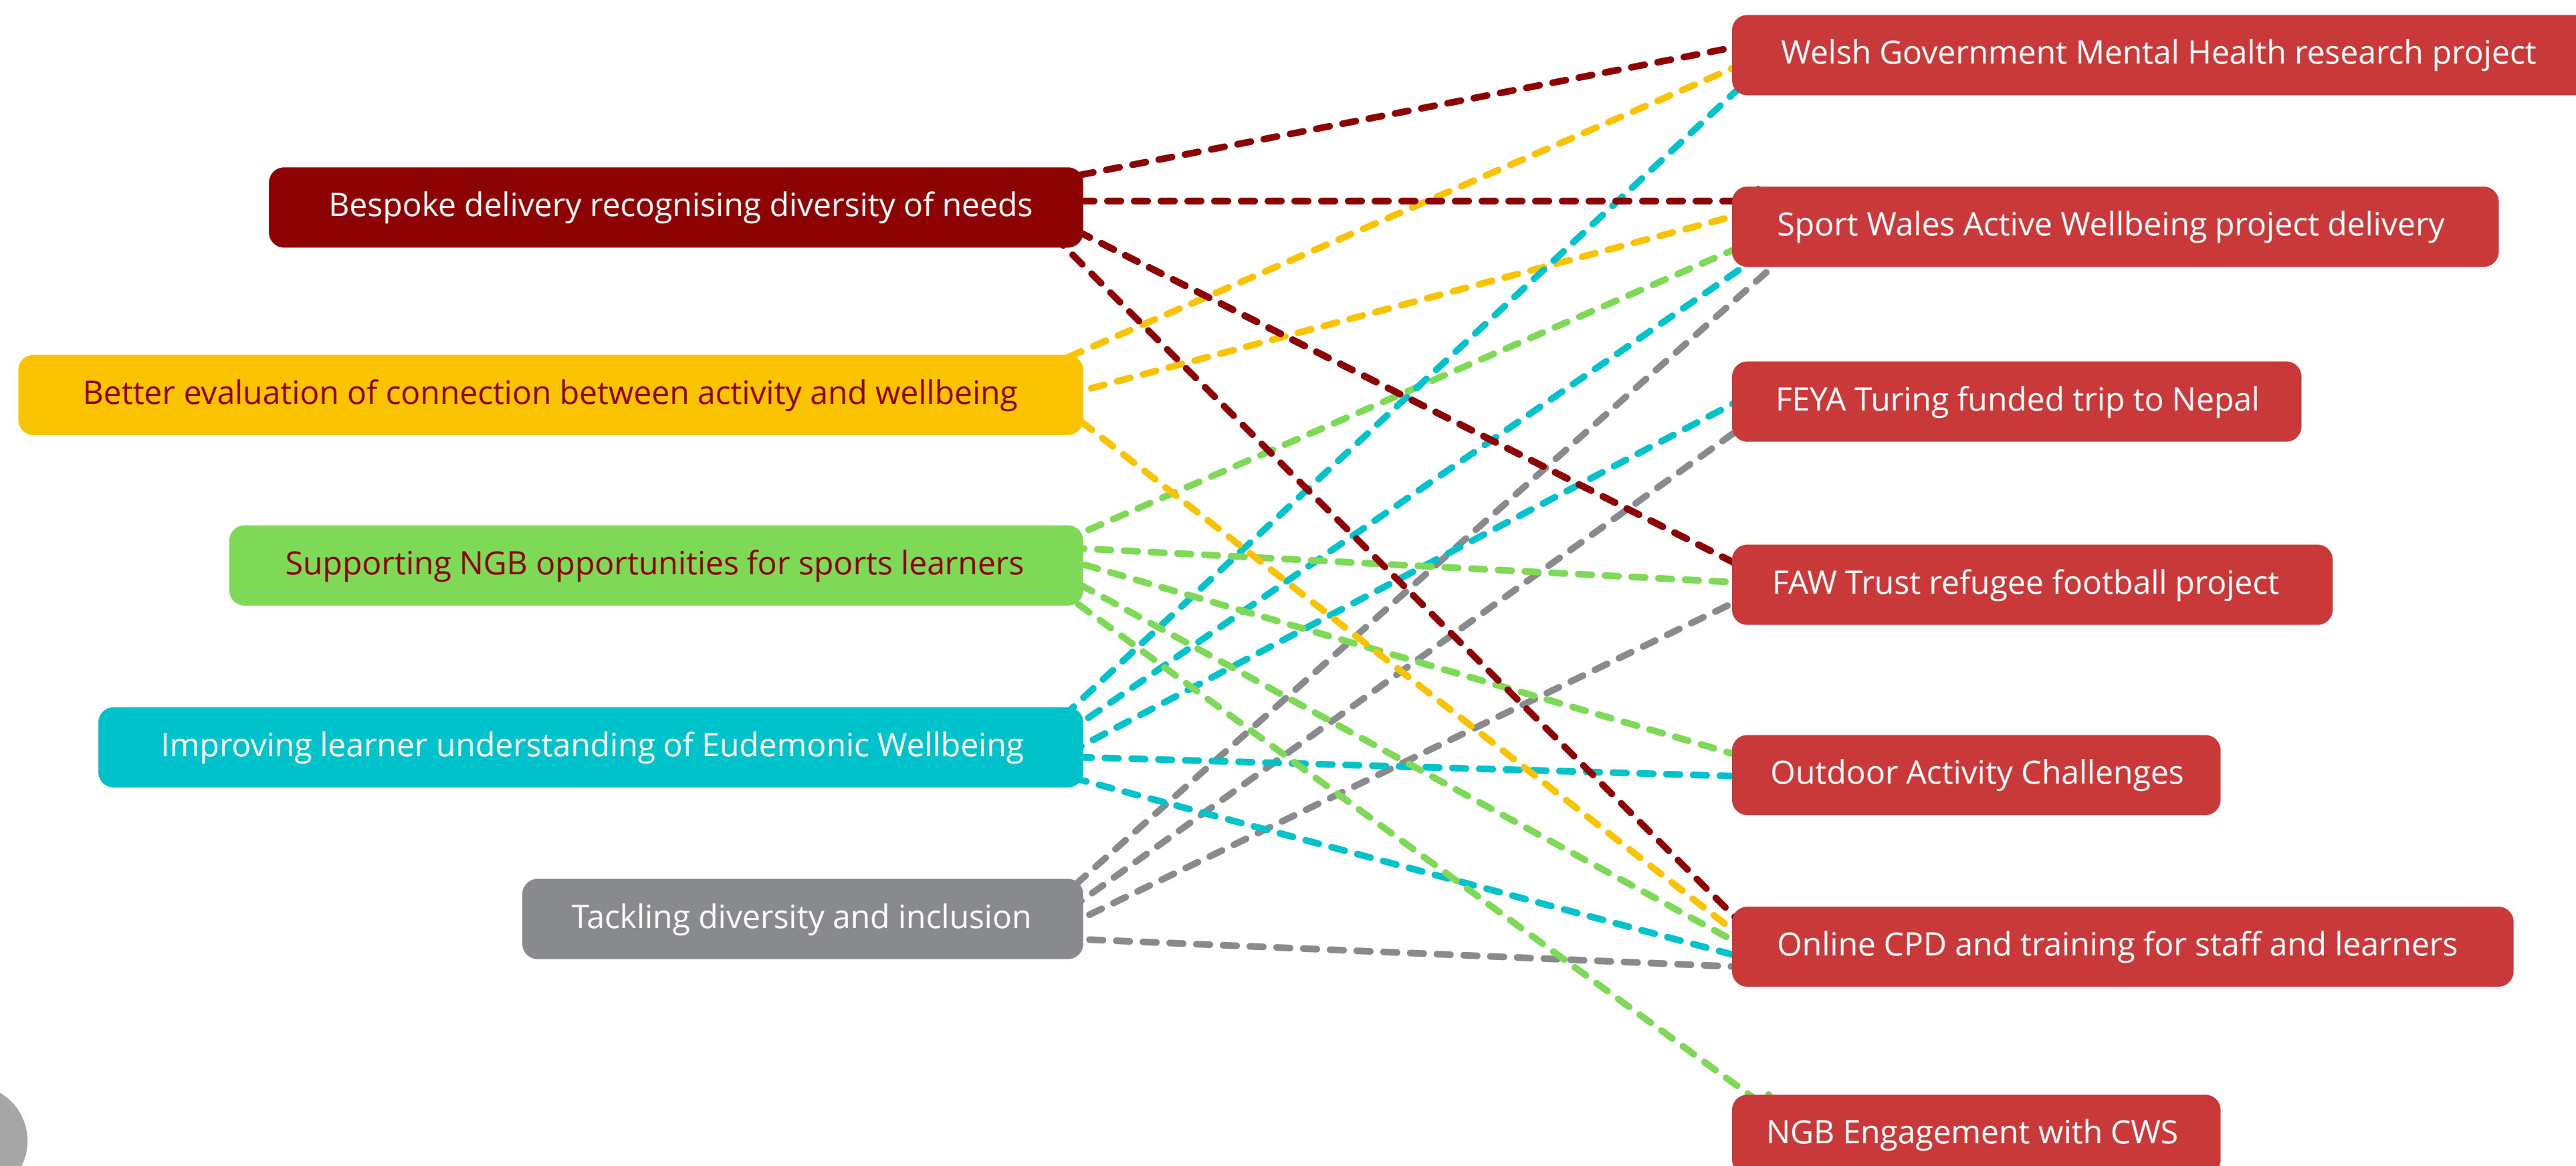 Bespoke delivery recognising diversity of needs
Better evaluation of connection between activity and wellbeing
Supporting NGB opportunities for sports learners
Improving learner understanding of Eudemonic Wellbeing
Tackling diversity and inclusion
Welsh Government Mental Health research project
Sport Wales Active Wellbeing project delivery
FEYA Turing funded trip to Nepal
FAW Trust refugee football project
Outdoor Activity Challenges
Online CPD and training for staff and learners
NGB Engagement with CWS